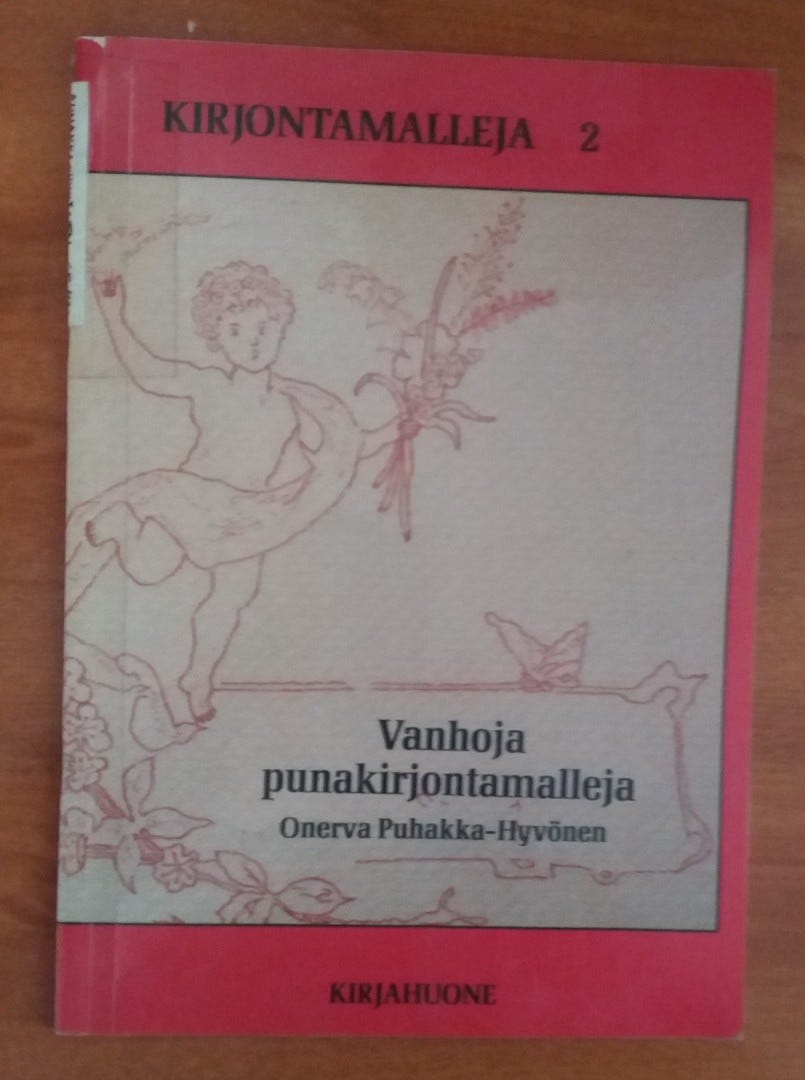 KIRJONTAMALLEJA 2
Vanhoja
punakirjontamalleja
Onerva Puhakka-Hyvönen
KIRJAHUONE